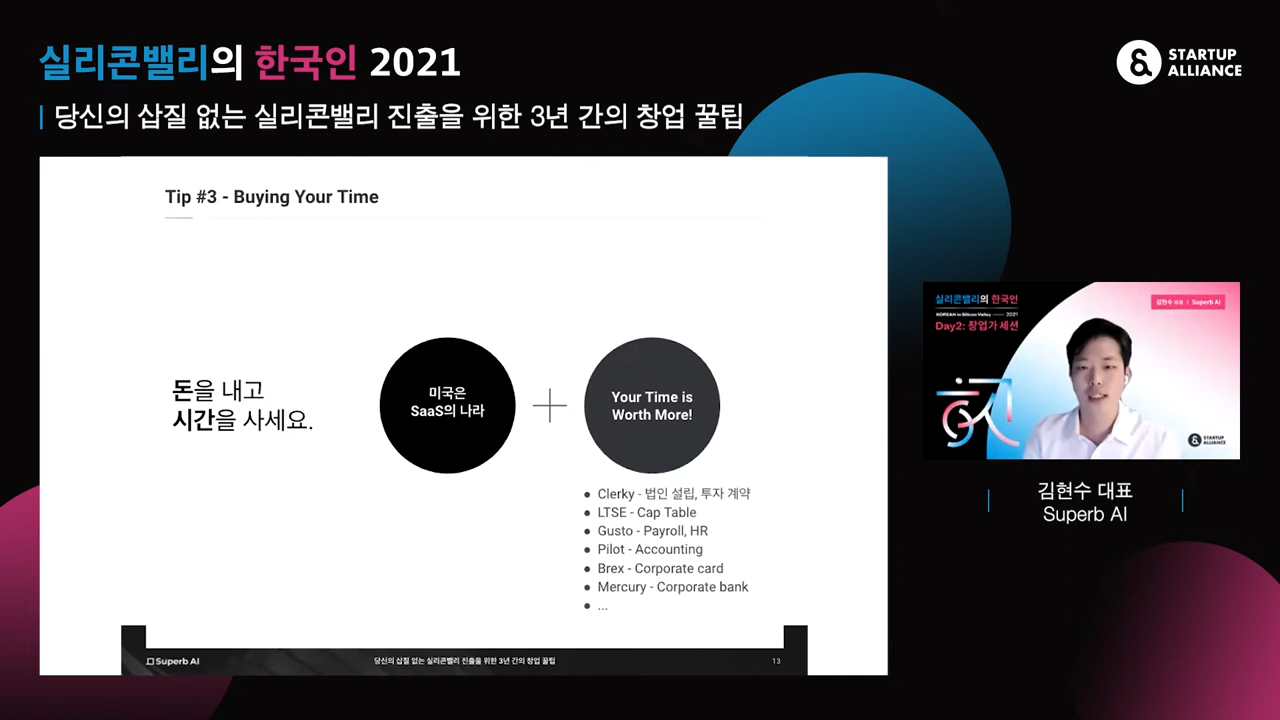 실리콘밸리의 한국인 2021
당신의 삽질 없는 실리콘밸리 진출을 위한 3년 간의 창업 꿀팁
STARTUP
ALLIANCE
Tip #3 - Buying Your Time
돈을 내고
시간을 사세요.
미국은
SaaS의 나라
Your Time is
Worth More!
• Clerky - 법인 설립, 투자 계약
• LTSE - Cap Table
• Gusto - Payroll, HR
• Pilot - Accounting
• Brex - Corporate card
• Mercury - Corporate bank
• ...
Superb AI
당신의 삽질 없는 실리콘밸리 진출을 위한 3년 간의 창업 꿀팁
13
실리콘밸리의 한국인
KOREAN in Silicon Valley 2021
Day2: 창업가 세션
김현수 대표 | Superb AI
STARTUP
ALLIANCE
김현수 대표
Superb AI